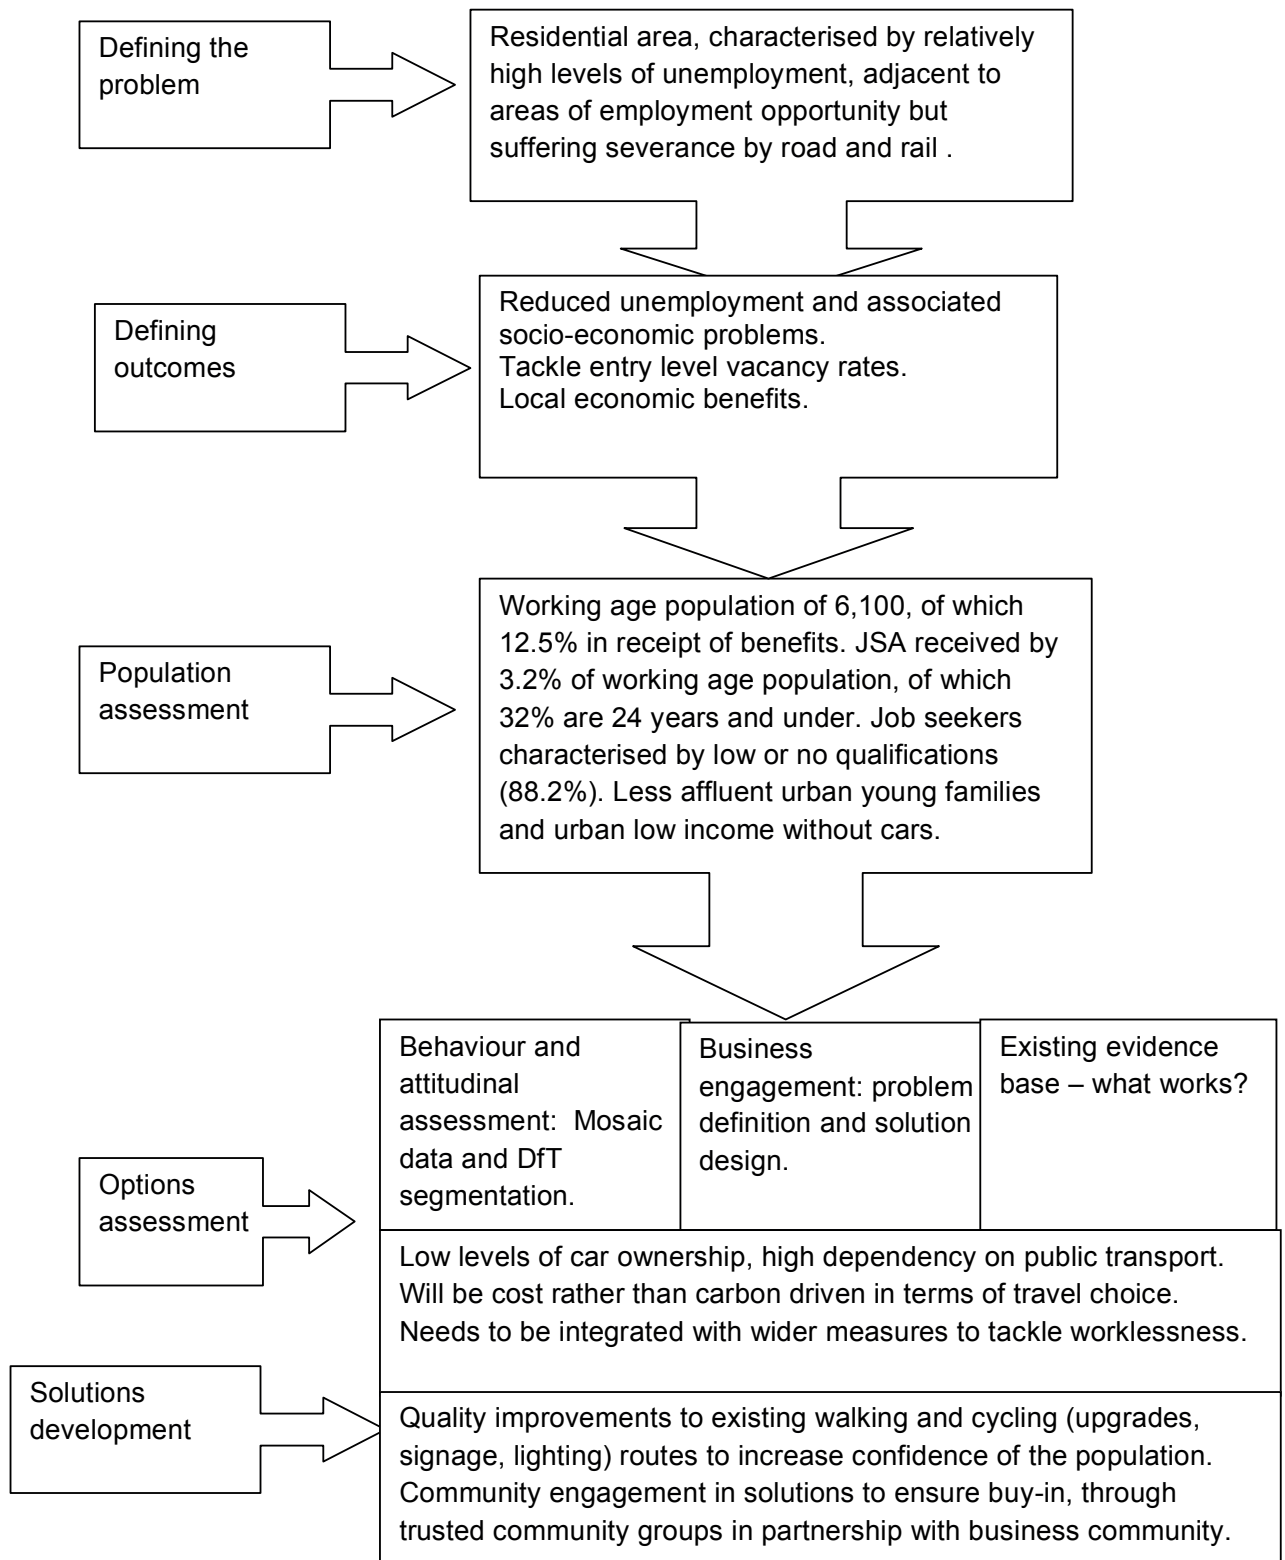 Defining the
problem
Residential area, characterised by relatively
high levels of unemployment, adjacent to
areas of employment opportunity but
suffering severance by road and rail .
Defining
outcomes
Reduced unemployment and associated
socio-economic problems.
Tackle entry level vacancy rates.
Local economic benefits.
Population
assessment
Working age population of 6,100, of which
12.5% in receipt of benefits. JSA received by
3.2% of working age population, of which
32% are 24 years and under. Job seekers
characterised by low or no qualifications
(88.2%). Less affluent urban young families
and urban low income without cars.
Options
assessment
Behaviour and
attitudinal
assessment:  Mosaic
data and DfT
segmentation.
Business
engagement: problem
definition and solution
design.
Existing evidence
base – what works?
Low levels of car ownership, high dependency on public transport.
Will be cost rather than carbon driven in terms of travel choice.
Needs to be integrated with wider measures to tackle worklessness.
Solutions
development
Quality improvements to existing walking and cycling (upgrades,
signage, lighting) routes to increase confidence of the population.
Community engagement in solutions to ensure buy-in, through
trusted community groups in partnership with business community.